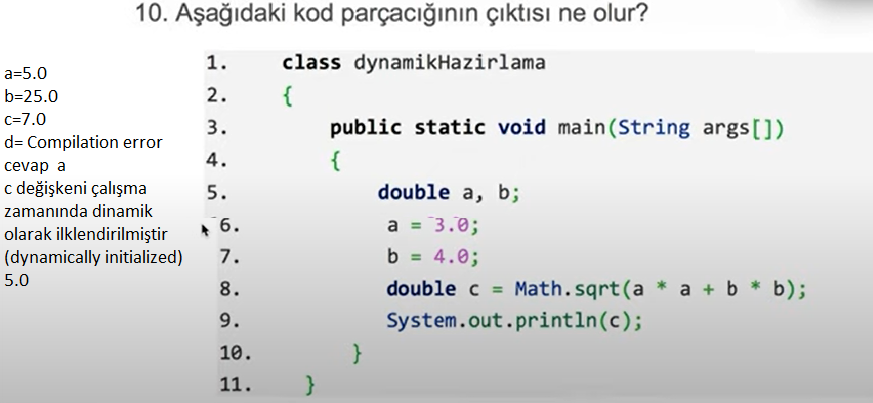 10. Aşağıdaki kod parçacığının çıktısı ne olur?
a=5.0
b=25.0
c=7.0
d= Compilation error
cevap a
c değişkeni çalışma
zamanında dinamik
olarak ilklendirilmiştir
(dynamically initialized)
5.0
1. class dynamikHazirlama
2. {
3. public static void main(String args[])
4. {
5. double a, b;
6. a = 3.0;
7. b = 4.0;
8. double c = Math.sqrt(a * a + b * b);
9. System.out.println(c);
10. }
11. }